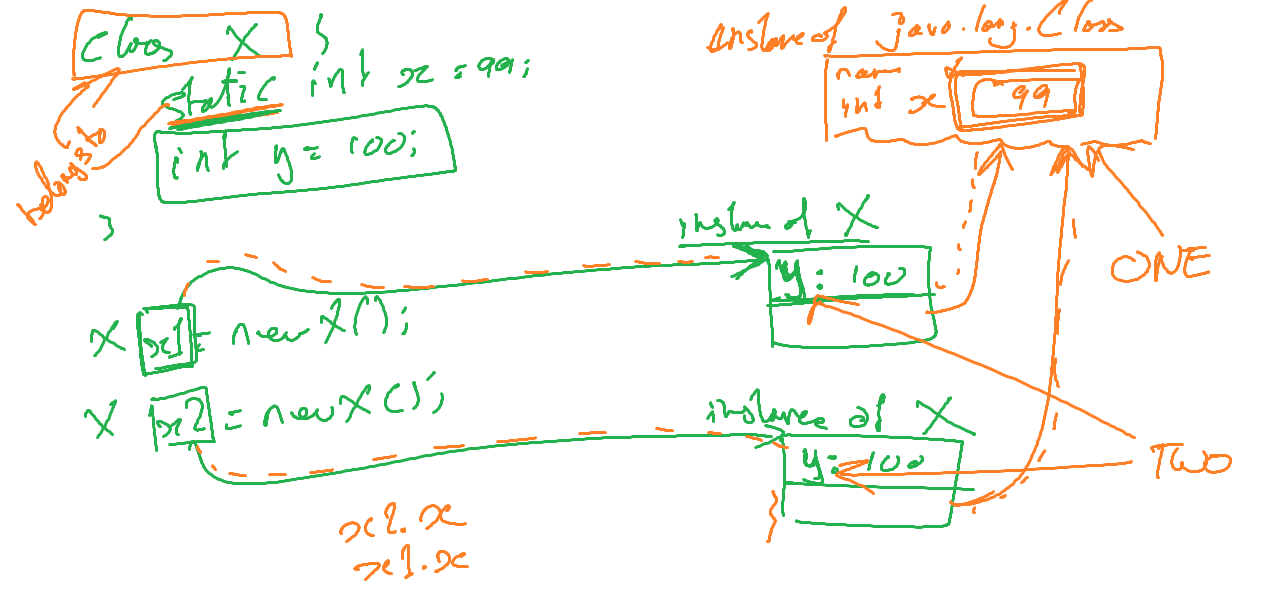 Class X {
static int x = 99;
int y = 100;
}
belongs to
X x1 = new X();
X x2 = new X();
x2.x
x1.x
instance of java.lang.Class
name
int x 99
ONE
instance of X
y: 100
instance of X
y: 100
TWO